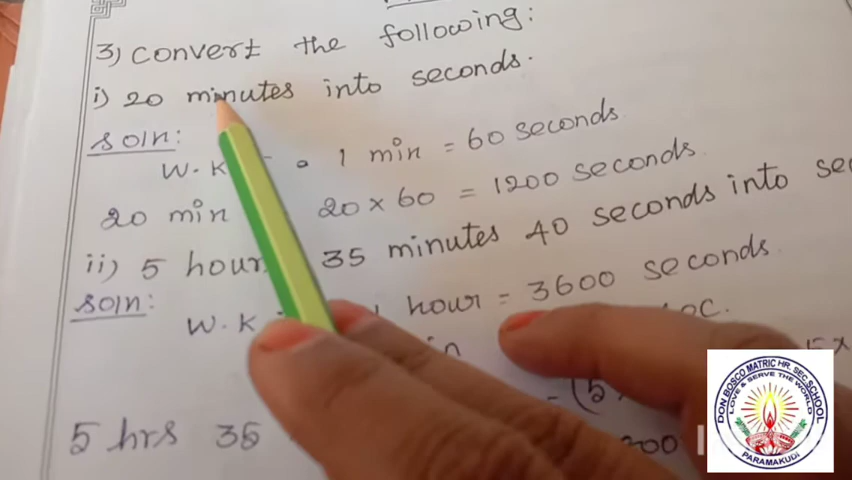 3) Convert the following:
i) 20 minutes into seconds.
Soln:
W.K 1 min = 60 seconds
20 min 20 x 60 = 1200 seconds
ii) 5 hour 35 minutes 40 seconds into
Soln:
W.K hour = 3600 seconds
5 hrs 35
DON BOSCO MATRIC HR. SEC SCHOOL
LOVE & SERVE THE WORLD
PARAMAKUDI